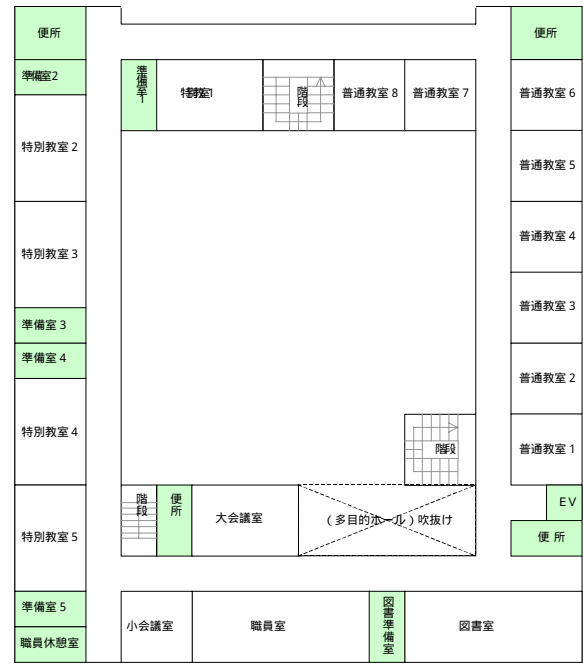 便所
便所
準備室2
準備室1
特別教室1
階段
普通教室 8
普通教室 7
普通教室 6
特別教室 2
普通教室 5
特別教室 3
普通教室 4
普通教室 3
準備室 3
準備室 4
普通教室 2
特別教室 4
階段
普通教室 1
階段
便所
大会議室
(多目的ホール)吹抜け
EV
特別教室 5
便 所
準備室 5
職員休憩室
小会議室
職員室
図書準備室
図書室